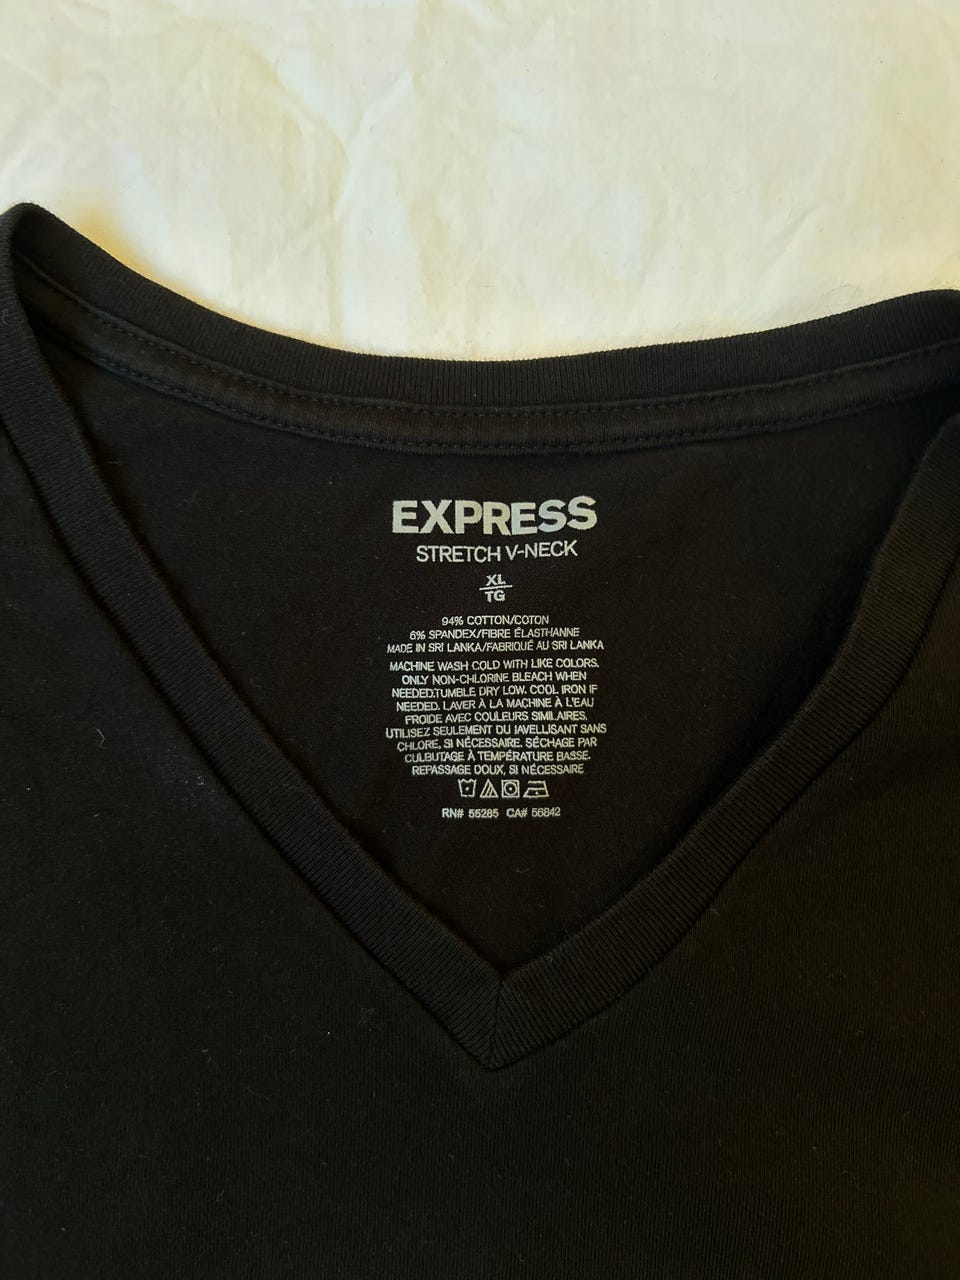 EXPRESS
STRETCH V-NECK
XL
TG
94% COTTON/COTON
6% SPANDEX/FIBRE ÉLASTHANNE
MADE IN SRI LANKA/FABRIQUÉ AU SRI LANKA
MACHINE WASH COLD WITH LIKE COLORS.
ONLY NON-CHLORINE BLEACH WHEN
NEEDED.TUMBLE DRY LOW. COOL IRON IF
NEEDED. LAVER À LA MACHINE À L'EAU
FROIDE AVEC COULEURS SIMILAIRES.
UTILISEZ SEULEMENT DU JAVELLISANT SANS
CHLORE, SI NÉCESSAIRE. SÉCHAGE PAR
CULBUTAGE À TEMPÉRATURE BASSE.
REPASSAGE DOUX, SI NÉCESSAIRE
RN# 55285 CA# 56842